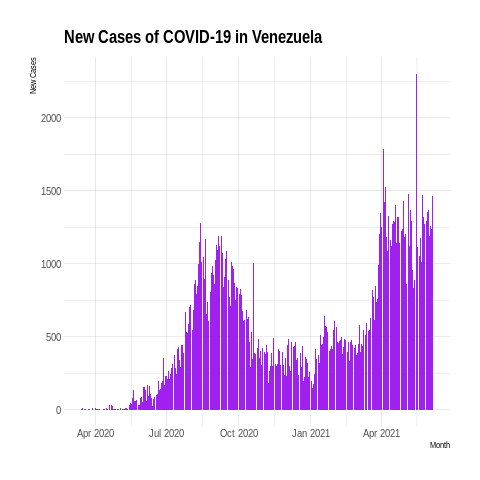 New Cases of COVID-19 in Venezuela
New Cases
2000
1500
1000
500
0
Apr 2020 Jul 2020 Oct 2020 Jan 2021 Apr 2021
Month